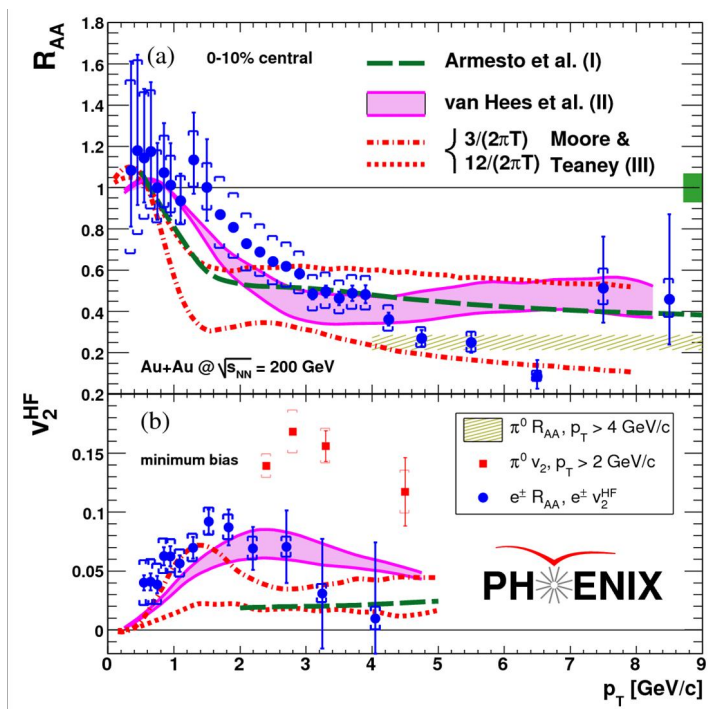 R_AA
1.8
1.6
1.4
1.2
1
0.8
0.6
0.4
0.2
(a)
0-10% central
Armesto et al. (I)
van Hees et al. (II)
3/(2πT) Moore &
12/(2πT) Teaney (III)
Au+Au @ √s_NN = 200 GeV
v_2^HF
0.2
0.15
0.1
0.05
0
(b)
minimum bias
π⁰ R_AA, p_T > 4 GeV/c
π⁰ v_2, p_T > 2 GeV/c
e± R_AA, e± v_2^HF
PHENIX
0 1 2 3 4 5 6 7 8 9
p_T [GeV/c]